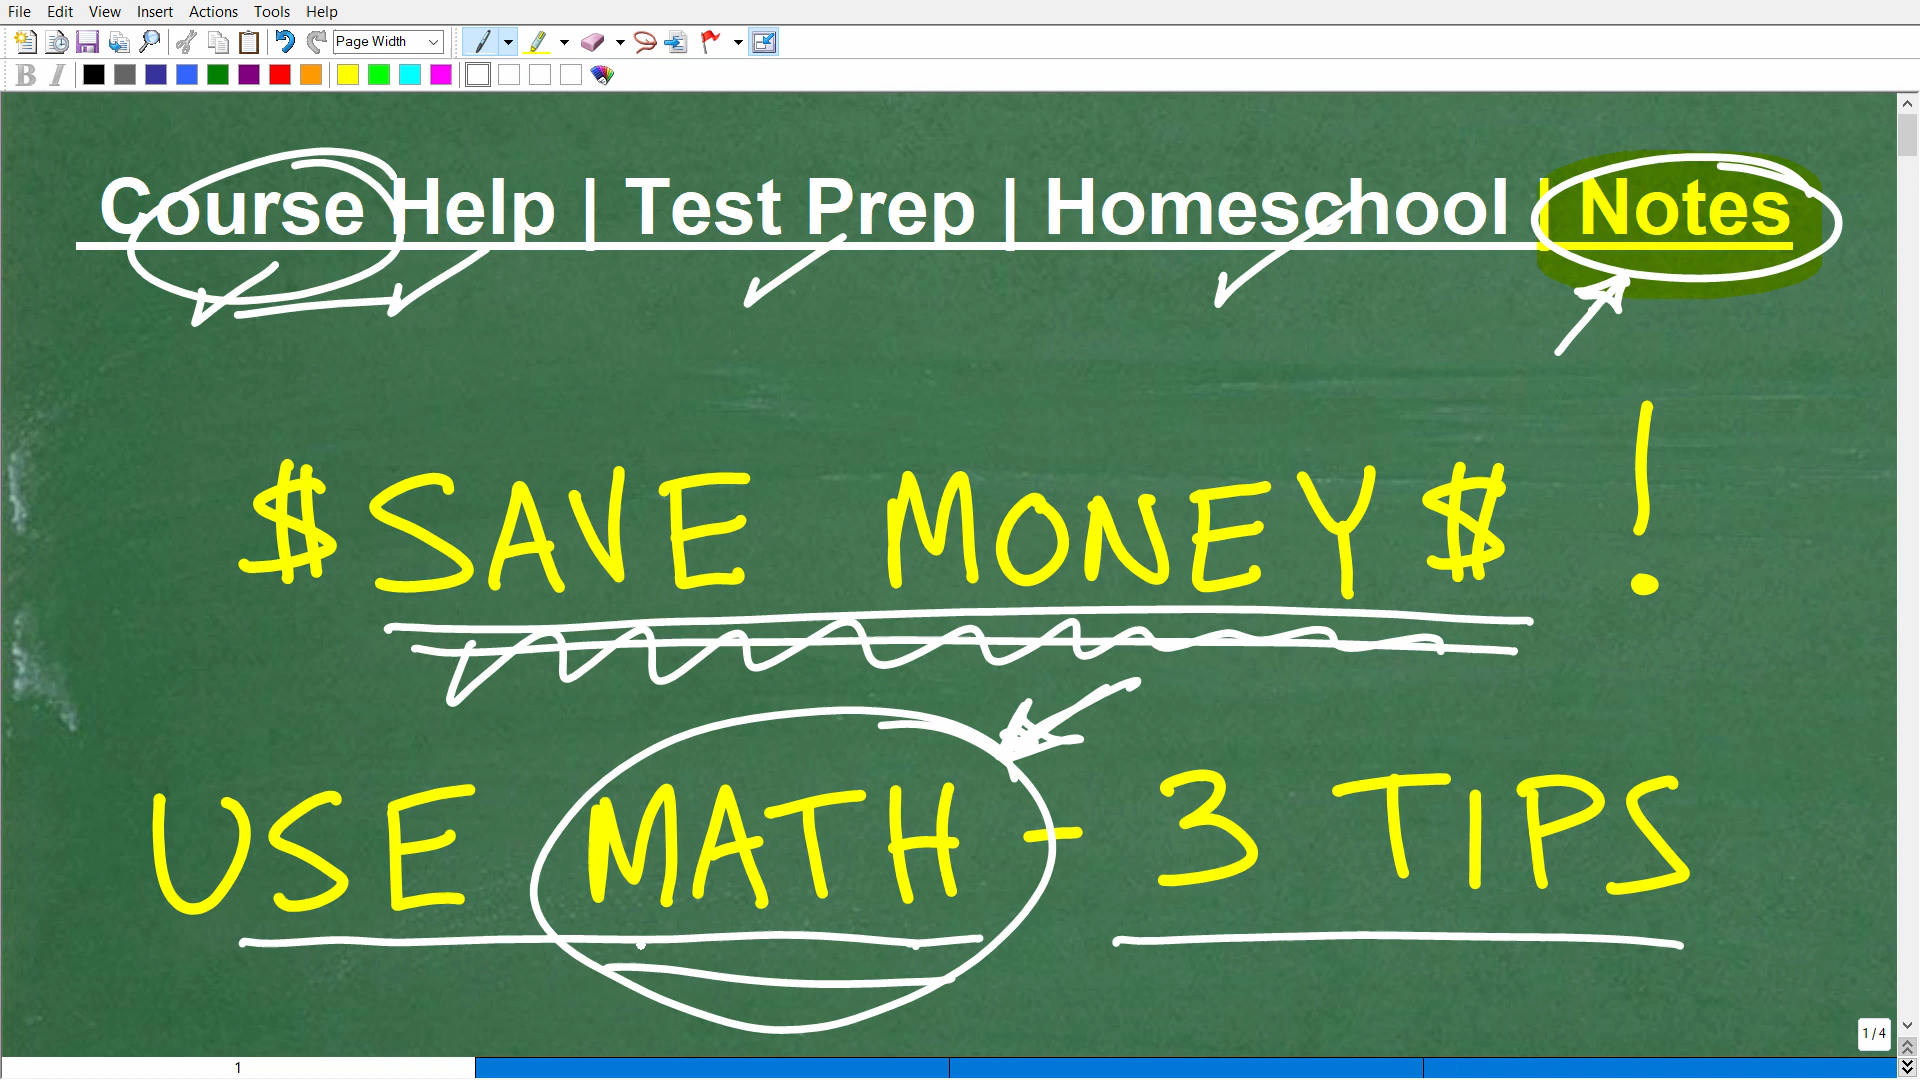 File Edit View Insert Actions Tools Help
Page Width
B I
Course Help | Test Prep | Homeschool | Notes
$SAVE MONEY$ !
USE MATH - 3 TIPS
1 / 4
1